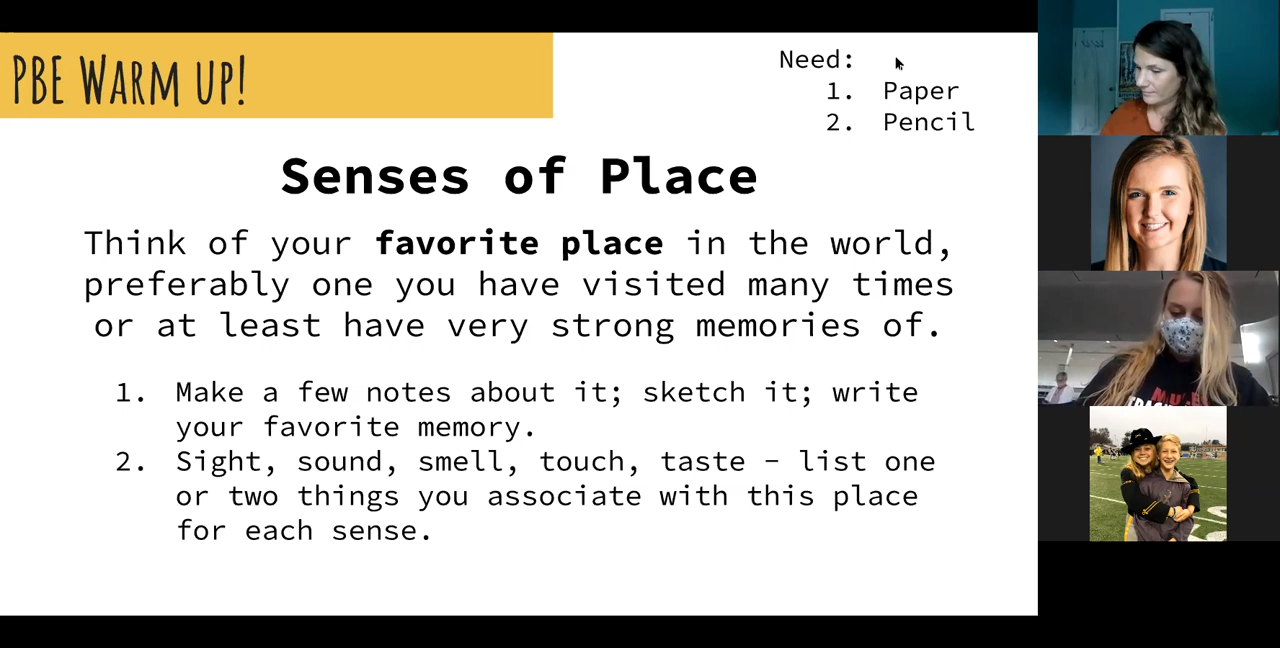 PBE Warm up!
Need:
1. Paper
2. Pencil
Senses of Place
Think of your favorite place in the world,
preferably one you have visited many times
or at least have very strong memories of.
1. Make a few notes about it; sketch it; write
your favorite memory.
2. Sight, sound, smell, touch, taste - list one
or two things you associate with this place
for each sense.